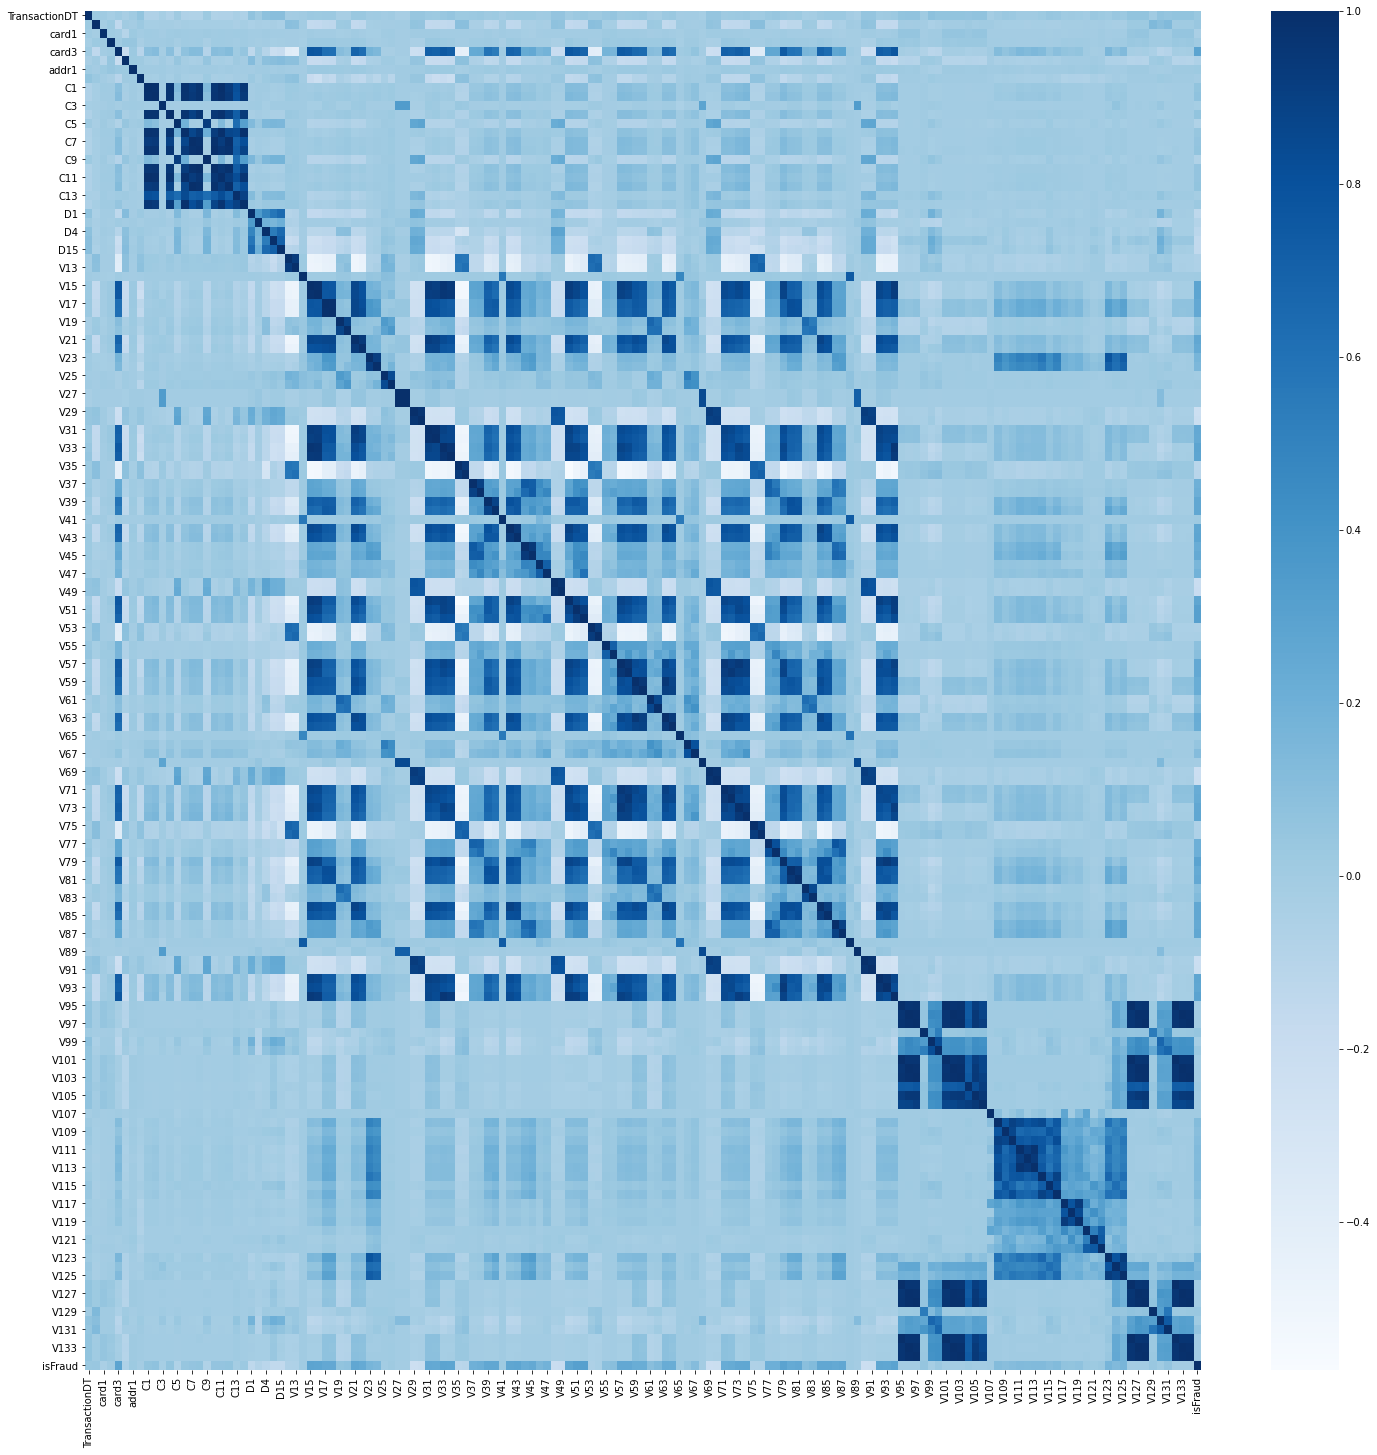 TransactionDT
card1
card3
addr1
C1
C3
C5
C7
C9
C11
C13
D1
D4
D15
V13
V15
V17
V19
V21
V23
V25
V27
V29
V31
V33
V35
V37
V39
V41
V43
V45
V47
V49
V51
V53
V55
V57
V59
V61
V63
V65
V67
V69
V71
V73
V75
V77
V79
V81
V83
V85
V87
V89
V91
V93
V95
V97
V99
V101
V103
V105
V107
V109
V111
V113
V115
V117
V119
V121
V123
V125
V127
V129
V131
V133
isFraud
TransactionDT
card1
card3
addr1
C1
C3
C5
C7
C9
C11
C13
D1
D4
D15
V13
V15
V17
V19
V21
V23
V25
V27
V29
V31
V33
V35
V37
V39
V41
V43
V45
V47
V49
V51
V53
V55
V57
V59
V61
V63
V65
V67
V69
V71
V73
V75
V77
V79
V81
V83
V85
V87
V89
V91
V93
V95
V97
V99
V101
V103
V105
V107
V109
V111
V113
V115
V117
V119
V121
V123
V125
V127
V129
V131
V133
isFraud
1.0
0.8
0.6
0.4
0.2
0.0
−0.2
−0.4